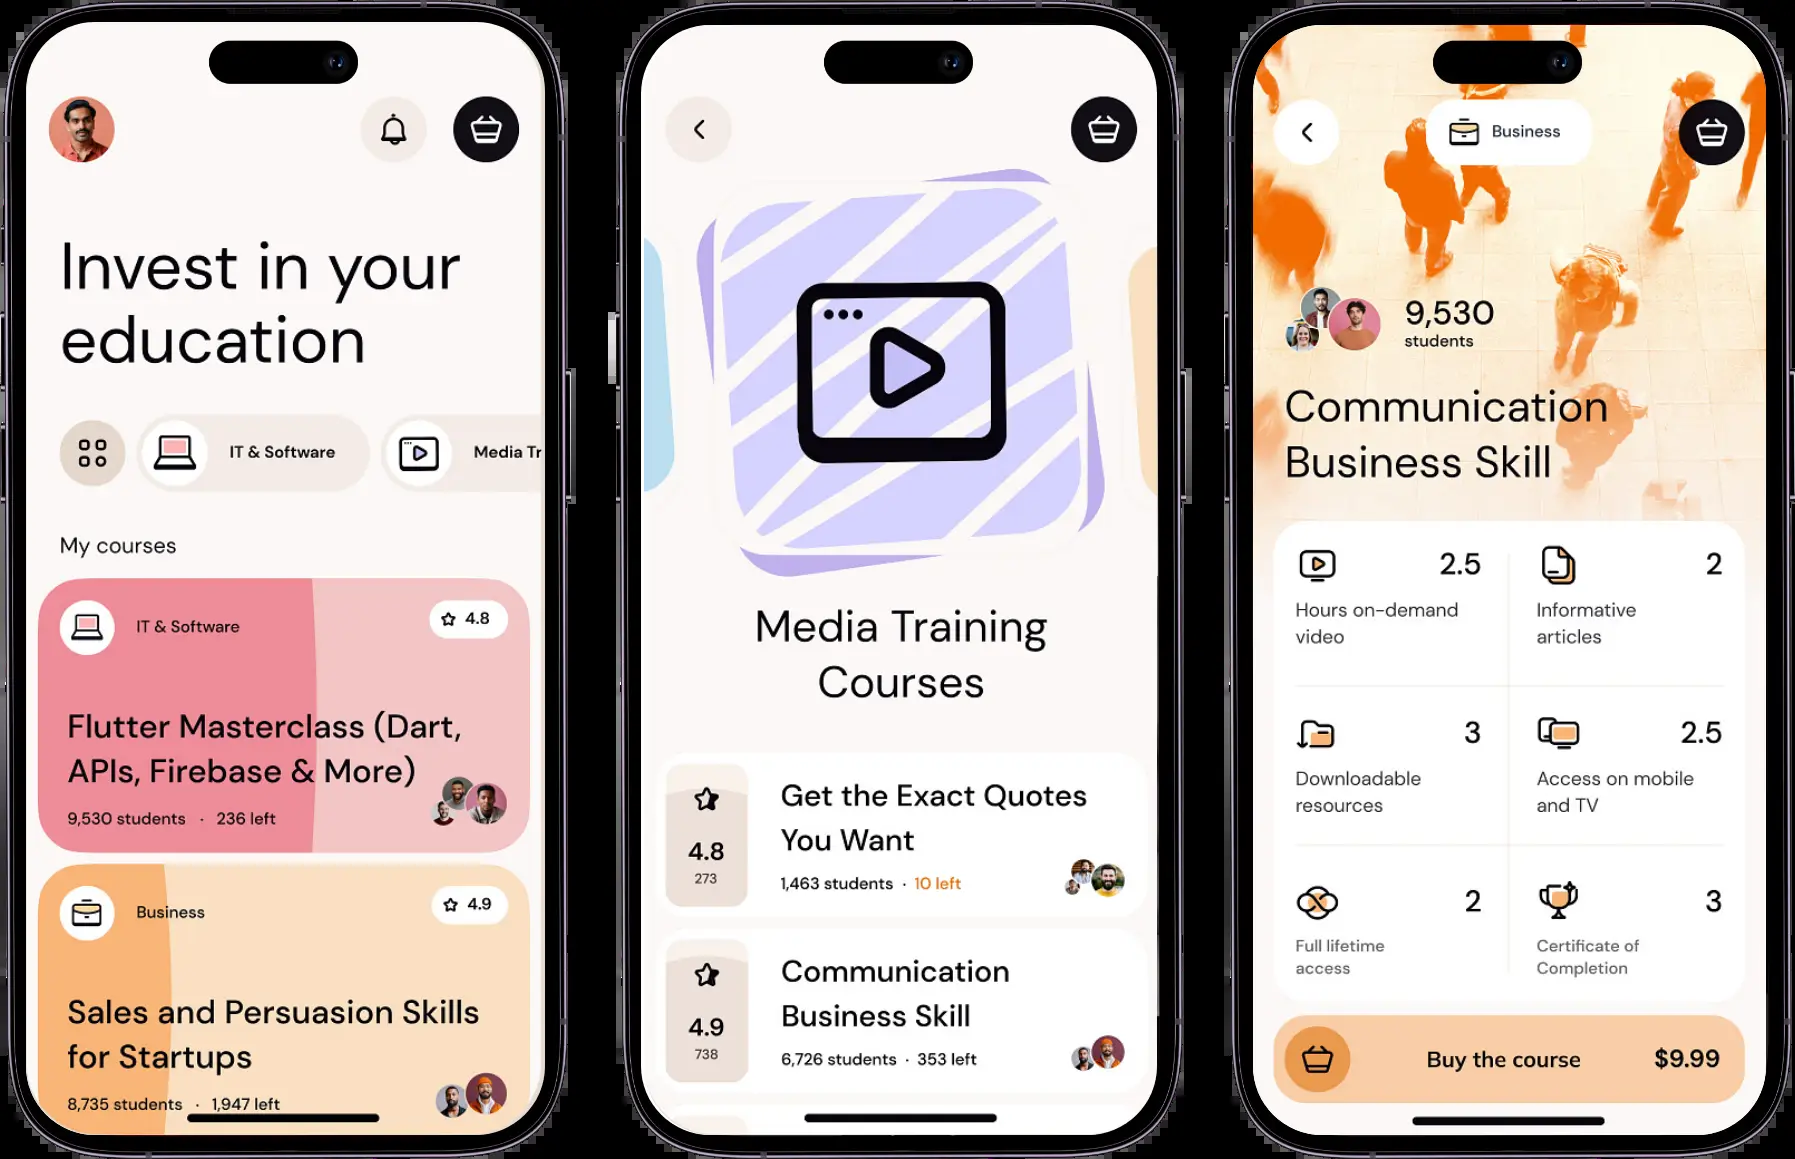 Invest in your
education
IT & Software
Media Tr
My courses
IT & Software
4.8
Flutter Masterclass (Dart,
APIs, Firebase & More)
9,530 students · 236 left
Business
4.9
Sales and Persuasion Skills
for Startups
8,735 students · 1,947 left
Media Training
Courses
4.8
273
Get the Exact Quotes
You Want
1,463 students · 10 left
4.9
738
Communication
Business Skill
6,726 students · 353 left
Business
9,530
students
Communication
Business Skill
2.5
Hours on-demand
video
2
Informative
articles
3
Downloadable
resources
2.5
Access on mobile
and TV
2
Full lifetime
access
3
Certificate of
Completion
Buy the course
$9.99